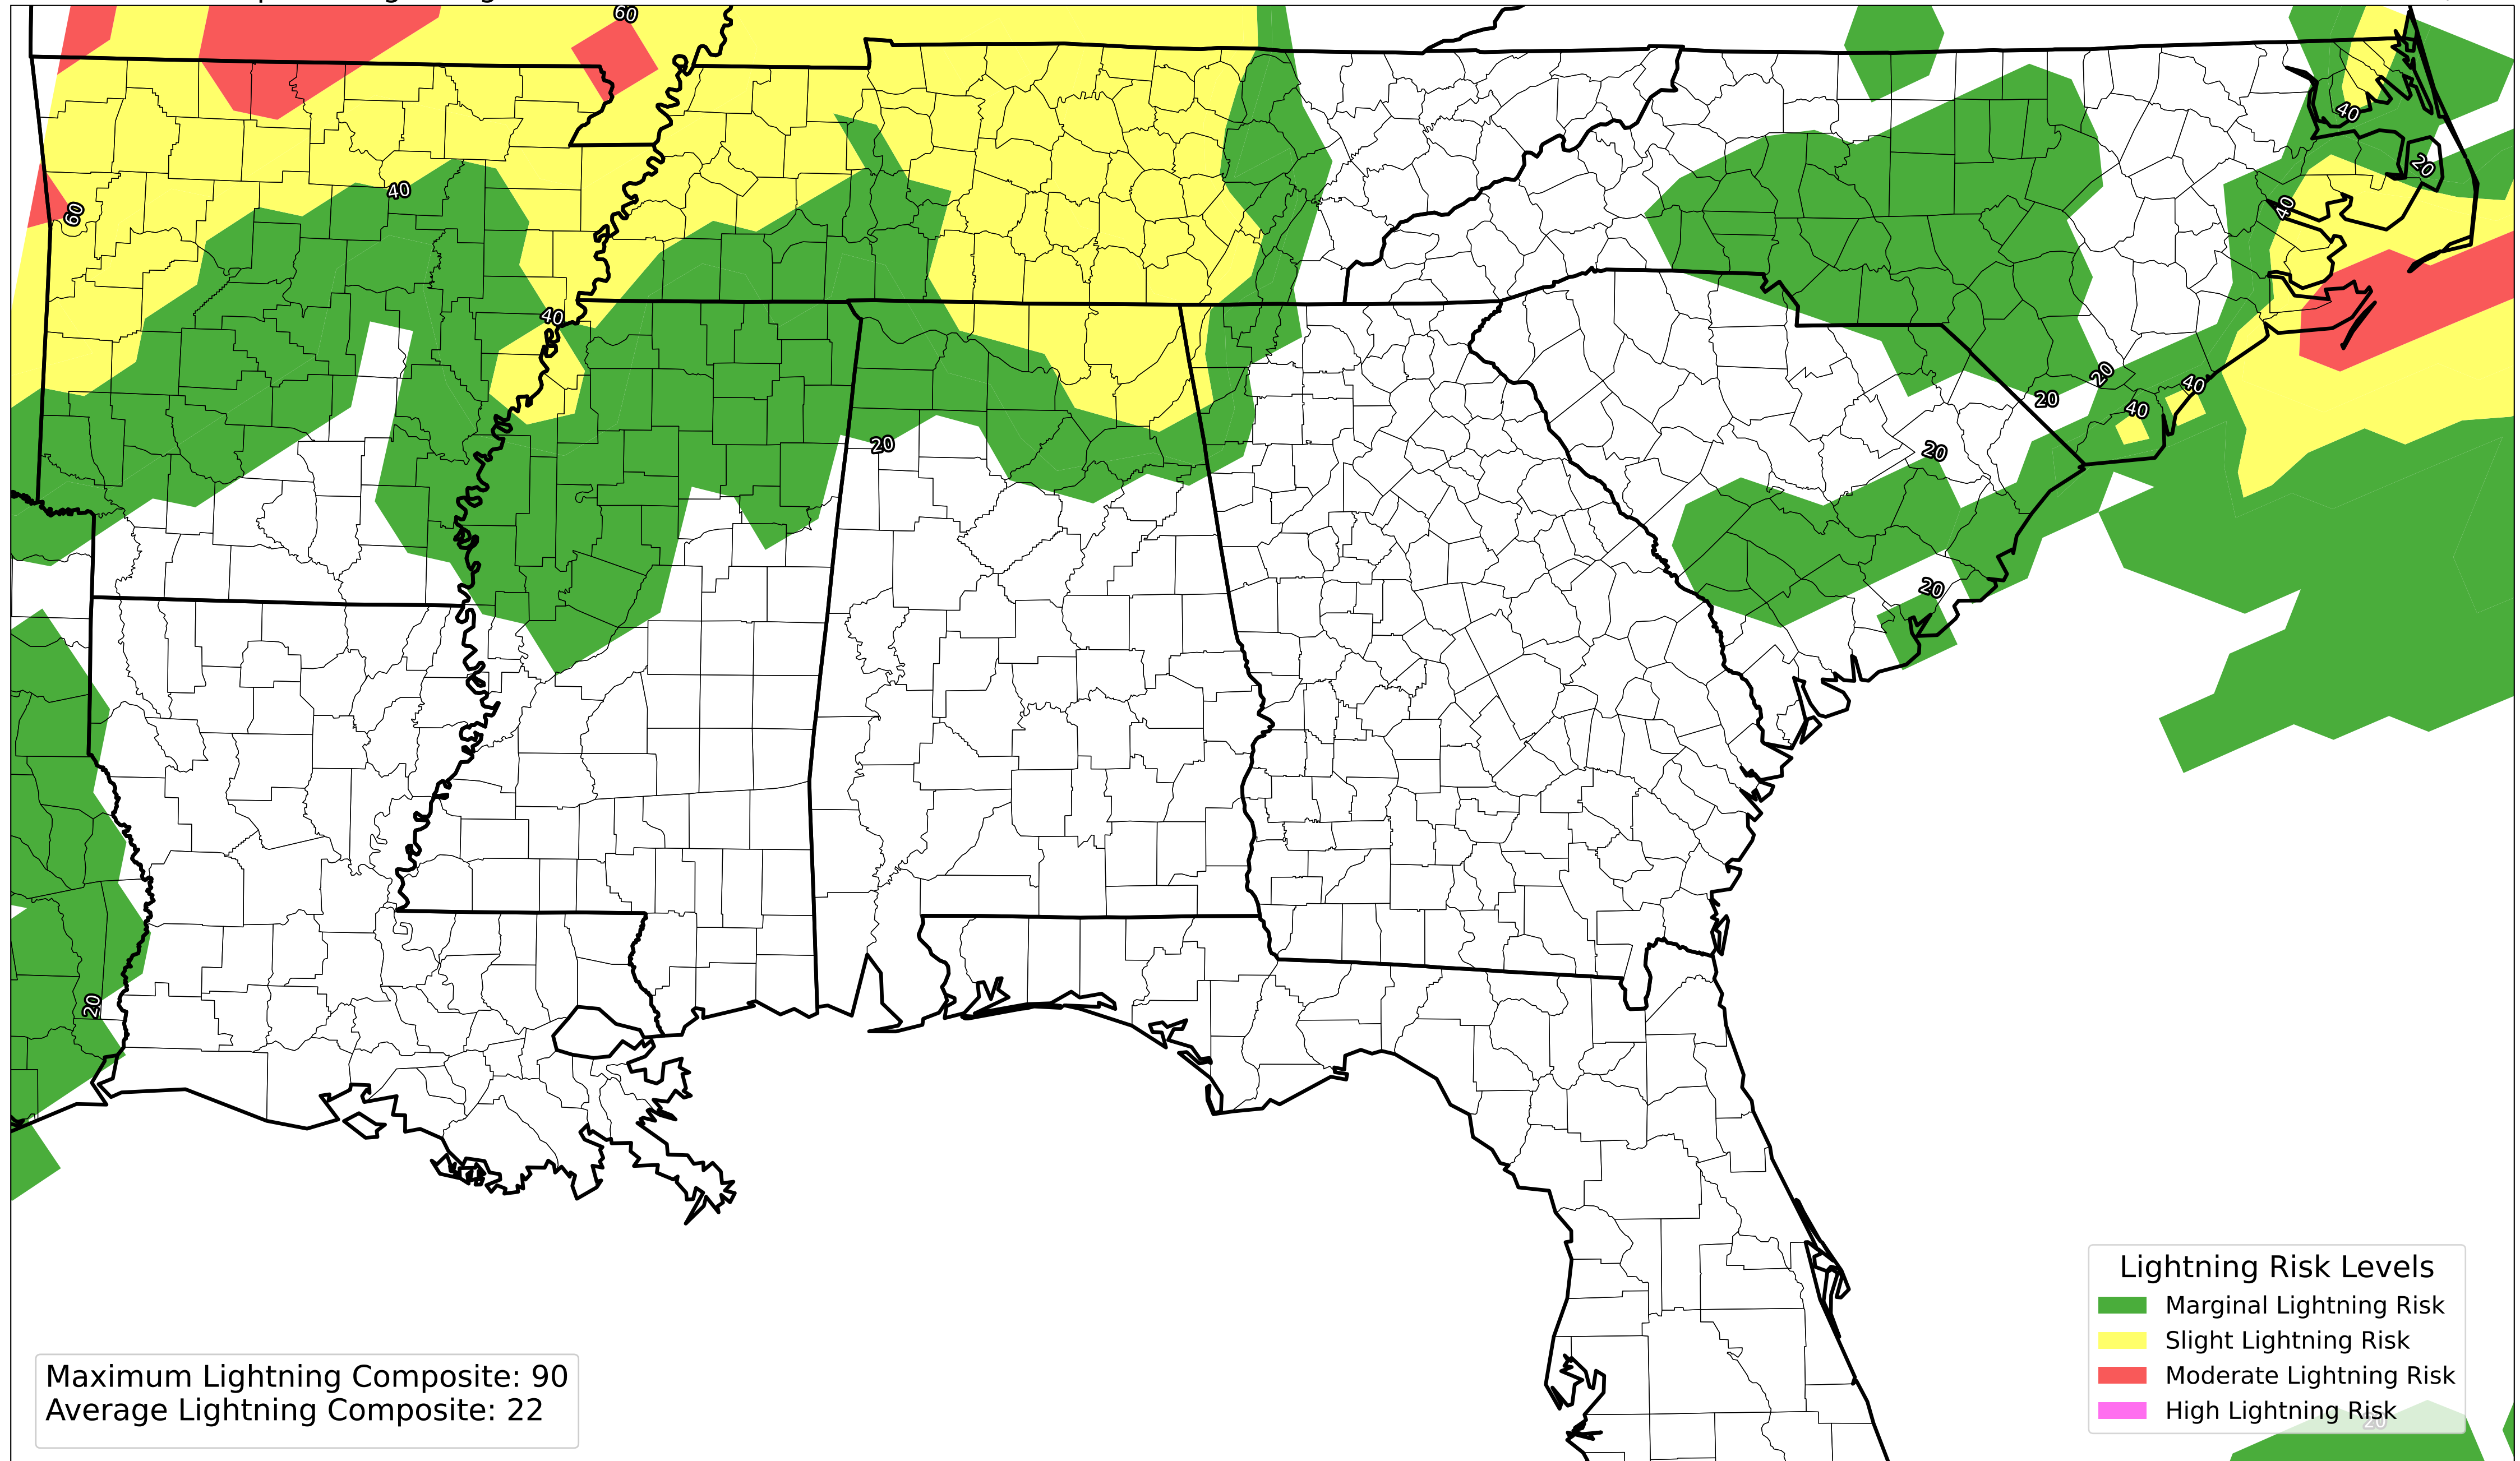 60
40
40
60
20
40
40
20
40
20
40
20
20
20
20
20
Lightning Risk Levels
Marginal Lightning Risk
Slight Lightning Risk
Moderate Lightning Risk
High Lightning Risk
20
Maximum Lightning Composite: 90
Average Lightning Composite: 22